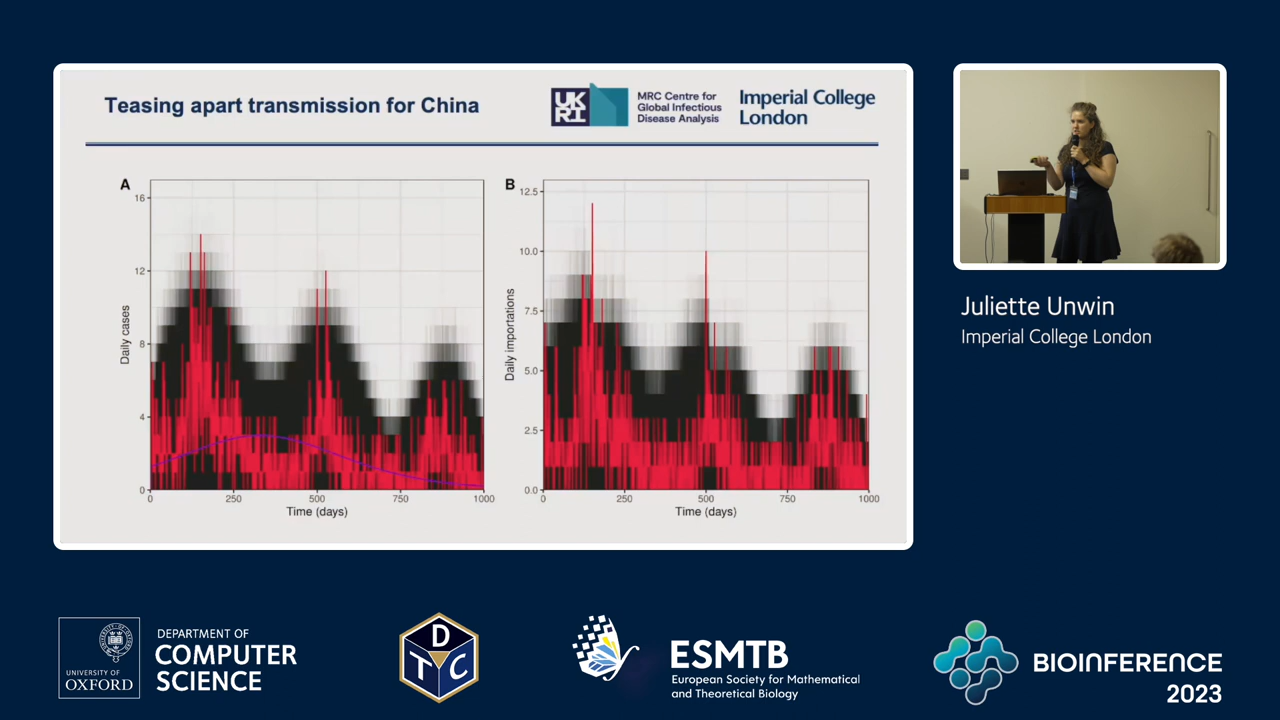 Teasing apart transmission for China
UK
RI
MRC Centre for
Global Infectious
Disease Analysis
Imperial College
London
A
16
12
8
4
0
Daily cases
0 250 500 750 1000
Time (days)
B
12.5
10.0
7.5
5.0
2.5
0.0
Daily importations
0 250 500 750 1000
Time (days)
Juliette Unwin
Imperial College London
UNIVERSITY OF
OXFORD
DEPARTMENT OF
COMPUTER
SCIENCE
D
T C
ESMTB
European Society for Mathematical
and Theoretical Biology
BIOINFERENCE
2023